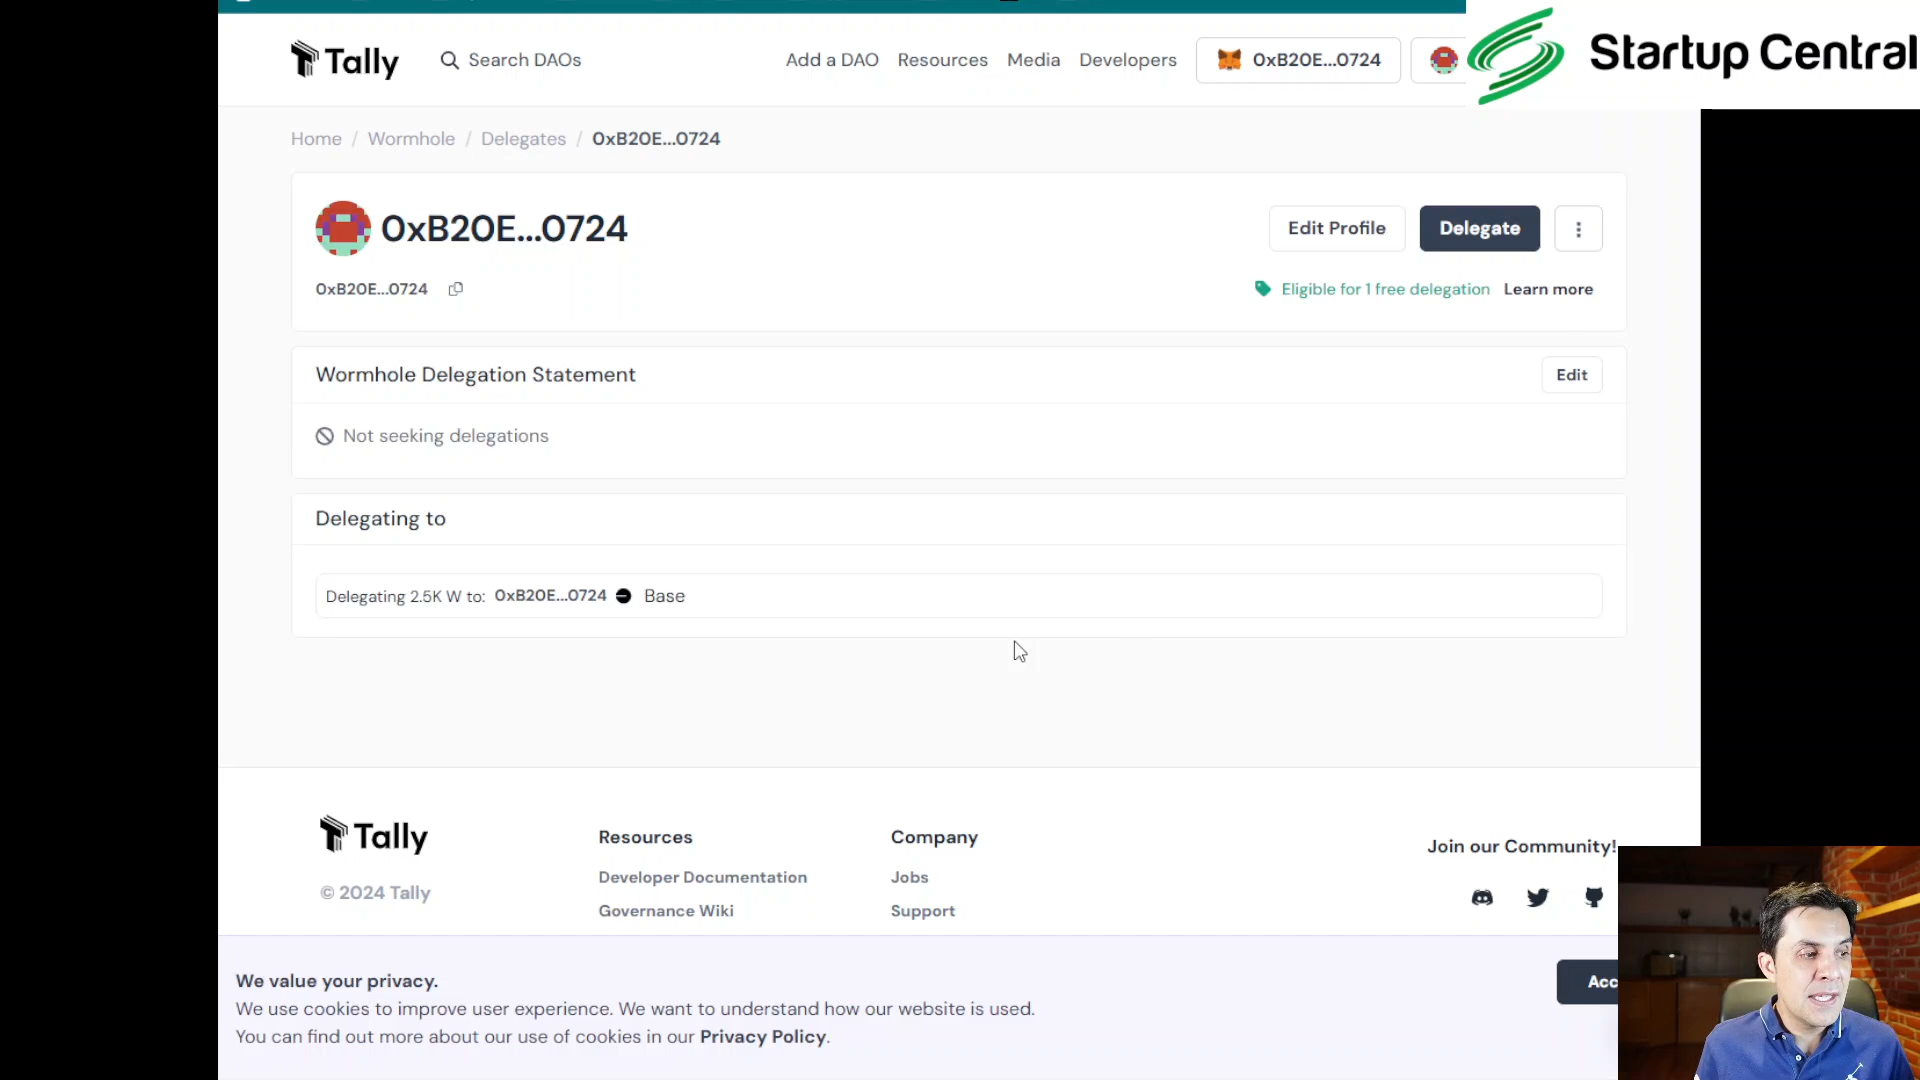 Tally
Search DAOs
Add a DAO
Resources
Media
Developers
0xB20E...0724
Startup Central
Home / Wormhole / Delegates / 0xB20E...0724
0xB20E...0724
Edit Profile
Delegate
0xB20E...0724
Eligible for 1 free delegation Learn more
Wormhole Delegation Statement
Edit
Not seeking delegations
Delegating to
Delegating 2.5K W to: 0xB20E...0724 Base
Tally
© 2024 Tally
Resources
Developer Documentation
Governance Wiki
Company
Jobs
Support
Join our Community!
We value your privacy.
We use cookies to improve user experience. We want to understand how our website is used.
You can find out more about our use of cookies in our Privacy Policy.
Acc